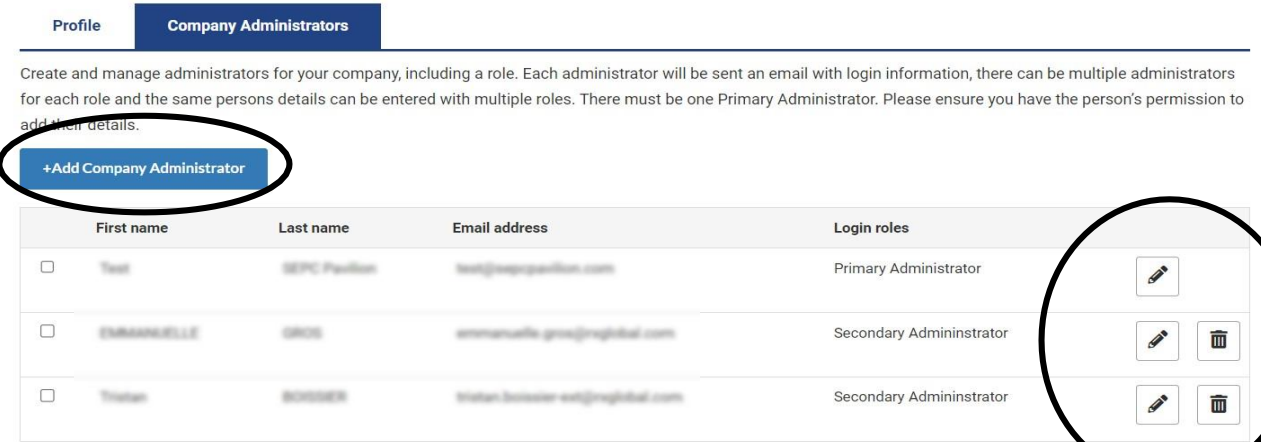 Profile
Company Administrators
Create and manage administrators for your company, including a role. Each administrator will be sent an email with login information, there can be multiple administrators
for each role and the same persons details can be entered with multiple roles. There must be one Primary Administrator. Please ensure you have the person's permission to
add their details.
+Add Company Administrator
First name Last name Email address Login roles
Primary Administrator
Secondary Admininstrator
Secondary Admininstrator